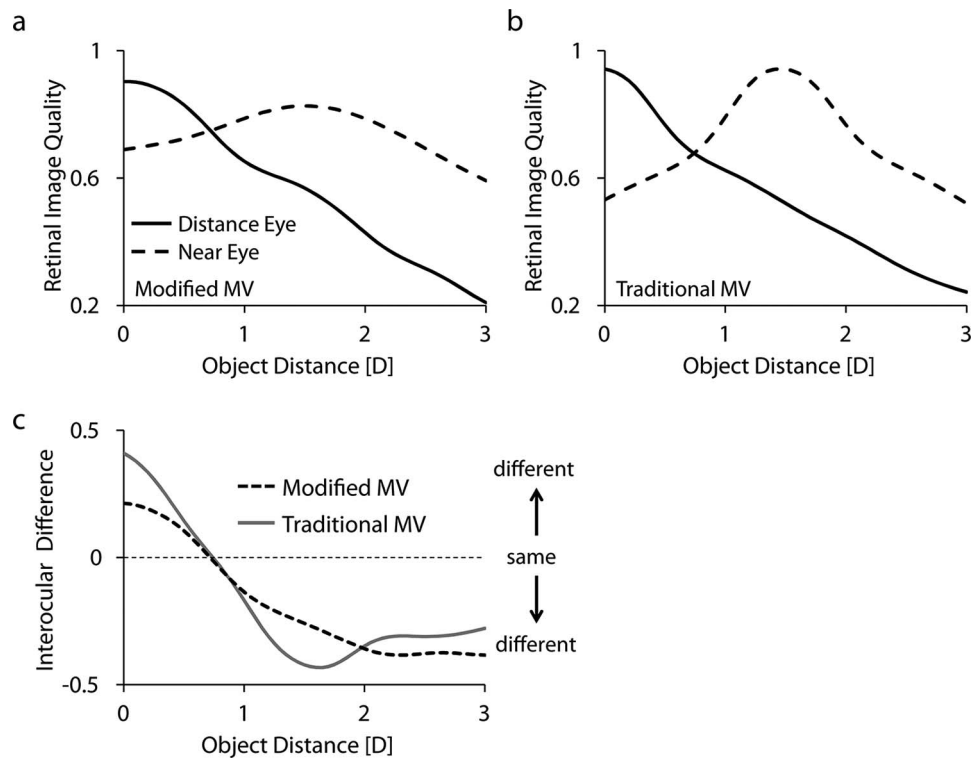 a
1
0.6
0.2
Retinal Image Quality
Distance Eye
Near Eye
Modified MV
0 1 2 3
Object Distance [D]
b
1
0.6
0.2
Retinal Image Quality
Traditional MV
0 1 2 3
Object Distance [D]
c
0.5
0
-0.5
Interocular Difference
Modified MV
Traditional MV
0 1 2 3
Object Distance [D]
different
same
different